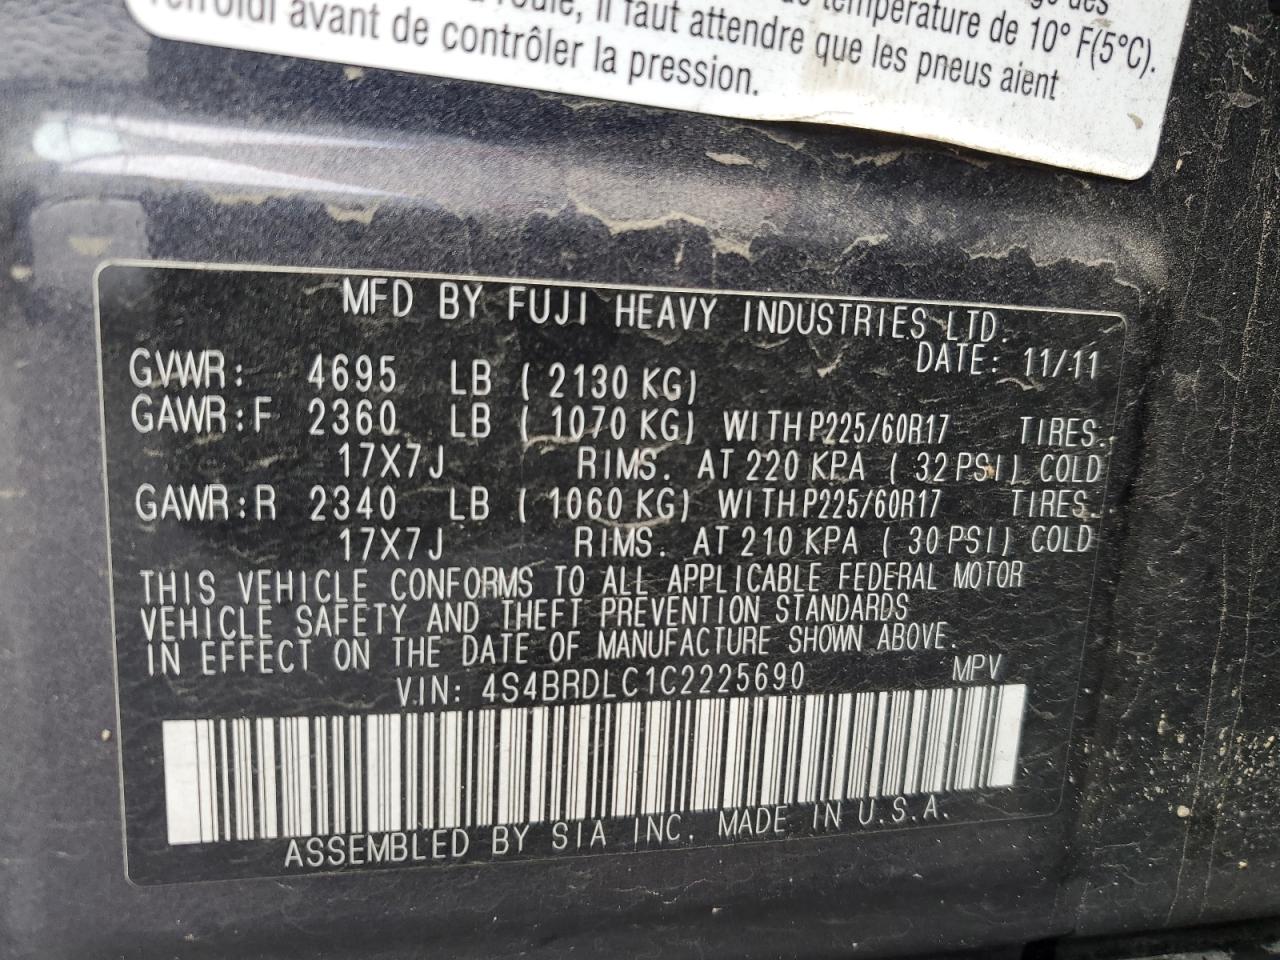 température de 10° F(5°C).
roule, il faut attendre que les pneus aient
refroidi avant de contrôler la pression.
MFD BY FUJI HEAVY INDUSTRIES LTD.
DATE: 11/11
GVWR: 4695 LB ( 2130 KG)
GAWR:F 2360 LB ( 1070 KG) WITH P225/60R17 TIRES.
17X7J RIMS. AT 220 KPA ( 32 PSI) COLD
GAWR:R 2340 LB ( 1060 KG) WITH P225/60R17 TIRES.
17X7J RIMS. AT 210 KPA ( 30 PSI) COLD
THIS VEHICLE CONFORMS TO ALL APPLICABLE FEDERAL MOTOR
VEHICLE SAFETY AND THEFT PREVENTION STANDARDS
IN EFFECT ON THE DATE OF MANUFACTURE SHOWN ABOVE.
VIN: 4S4BRDLC1C2225690 MPV
ASSEMBLED BY SIA INC. MADE IN U.S.A.